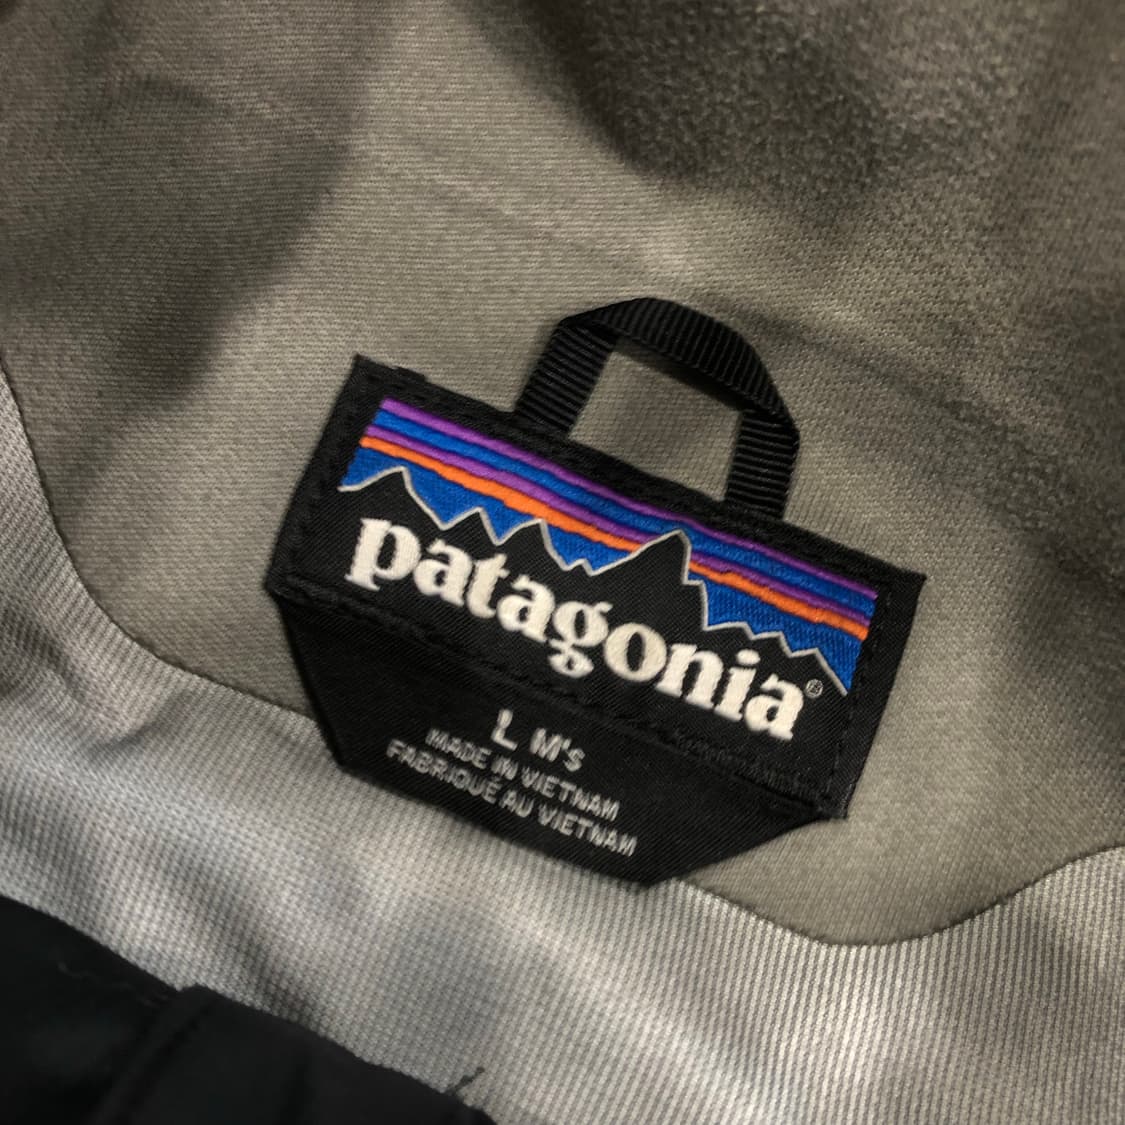 patagonia®
L M's
MADE IN VIETNAM
FABRIQUÉ AU VIETNAM